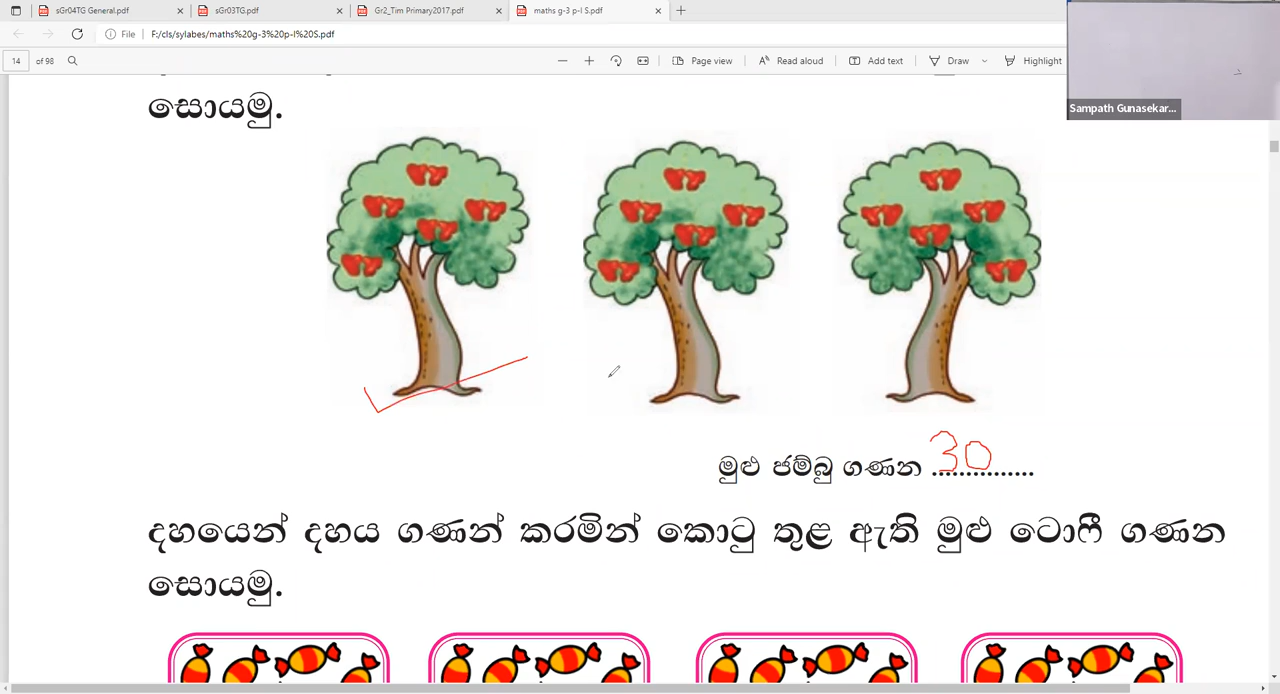 sGr04TG General.pdf
sGr03TG.pdf
Gr2_Tim Primary2017.pdf
maths g-3 p-I S.pdf
File
F:/cls/sylabes/maths%20g-3%20p-I%20S.pdf
14 of 98
Page view
Read aloud
Add text
Draw
Highlight
Sampath Gunasekar...
සොයමු.
මුළු ජම්බු ගණන 30
දහයෙන් දහය ගණන් කරමින් කොටු තුළ ඇති මුළු ටොෆී ගණන
සොයමු.